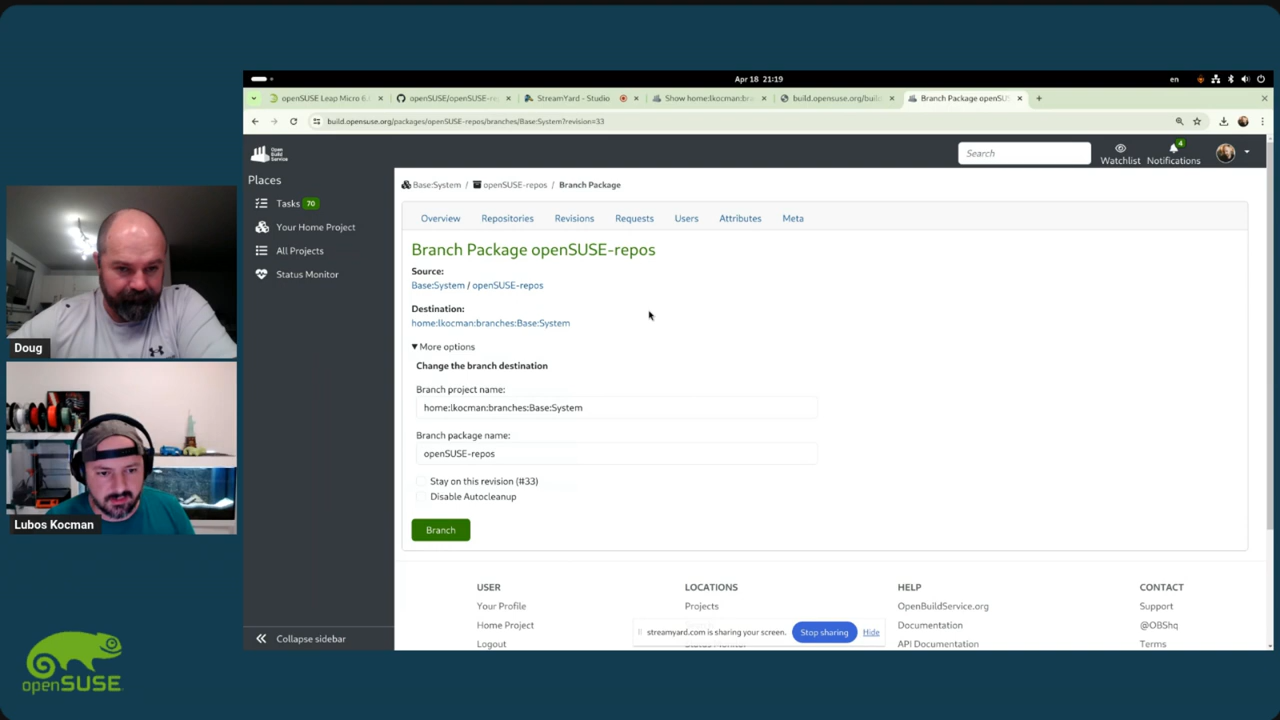 Apr 18 21:19
en
openSUSE Leap Micro 6.
openSUSE/openSUSE-re
StreamYard - Studio
Show home:lkocman:bra
build.opensuse.org/build
Branch Package openSUS
build.opensuse.org/packages/openSUSE-repos/branches/Base:System?revision=33
Open Build Service
Search
Watchlist
4
Notifications
Places
Tasks 70
Your Home Project
All Projects
Status Monitor
Collapse sidebar
Base:System / openSUSE-repos / Branch Package
Overview Repositories Revisions Requests Users Attributes Meta
Branch Package openSUSE-repos
Source:
Base:System / openSUSE-repos
Destination:
home:lkocman:branches:Base:System
More options
Change the branch destination
Branch project name:
home:lkocman:branches:Base:System
Branch package name:
openSUSE-repos
Stay on this revision (#33)
Disable Autocleanup
Branch
USER
Your Profile
Home Project
Logout
LOCATIONS
Projects
HELP
OpenBuildService.org
Documentation
API Documentation
CONTACT
Support
@OBShq
Terms
streamyard.com is sharing your screen. Stop sharing Hide
Doug
Lubos Kocman
openSUSE